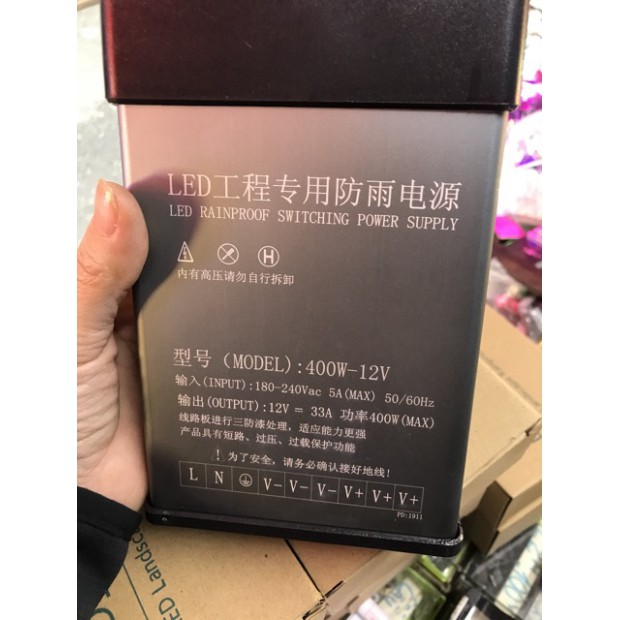 LED工程专用防雨电源
LED RAINPROOF SWITCHING POWER SUPPLY
H
内有高压请勿自行拆卸
型号 (MODEL):400W-12V
输入(INPUT):180-240Vac 5A(MAX) 50/60Hz
输出(OUTPUT):12V = 33A 功率400W(MAX)
线路板进行三防漆处理，适应能力更强
产品具有短路、过压、过载保护功能
! 为了安全，请务必确认接好地线!
L N V- V- V- V+ V+ V+
PD:1911
LED Landsc